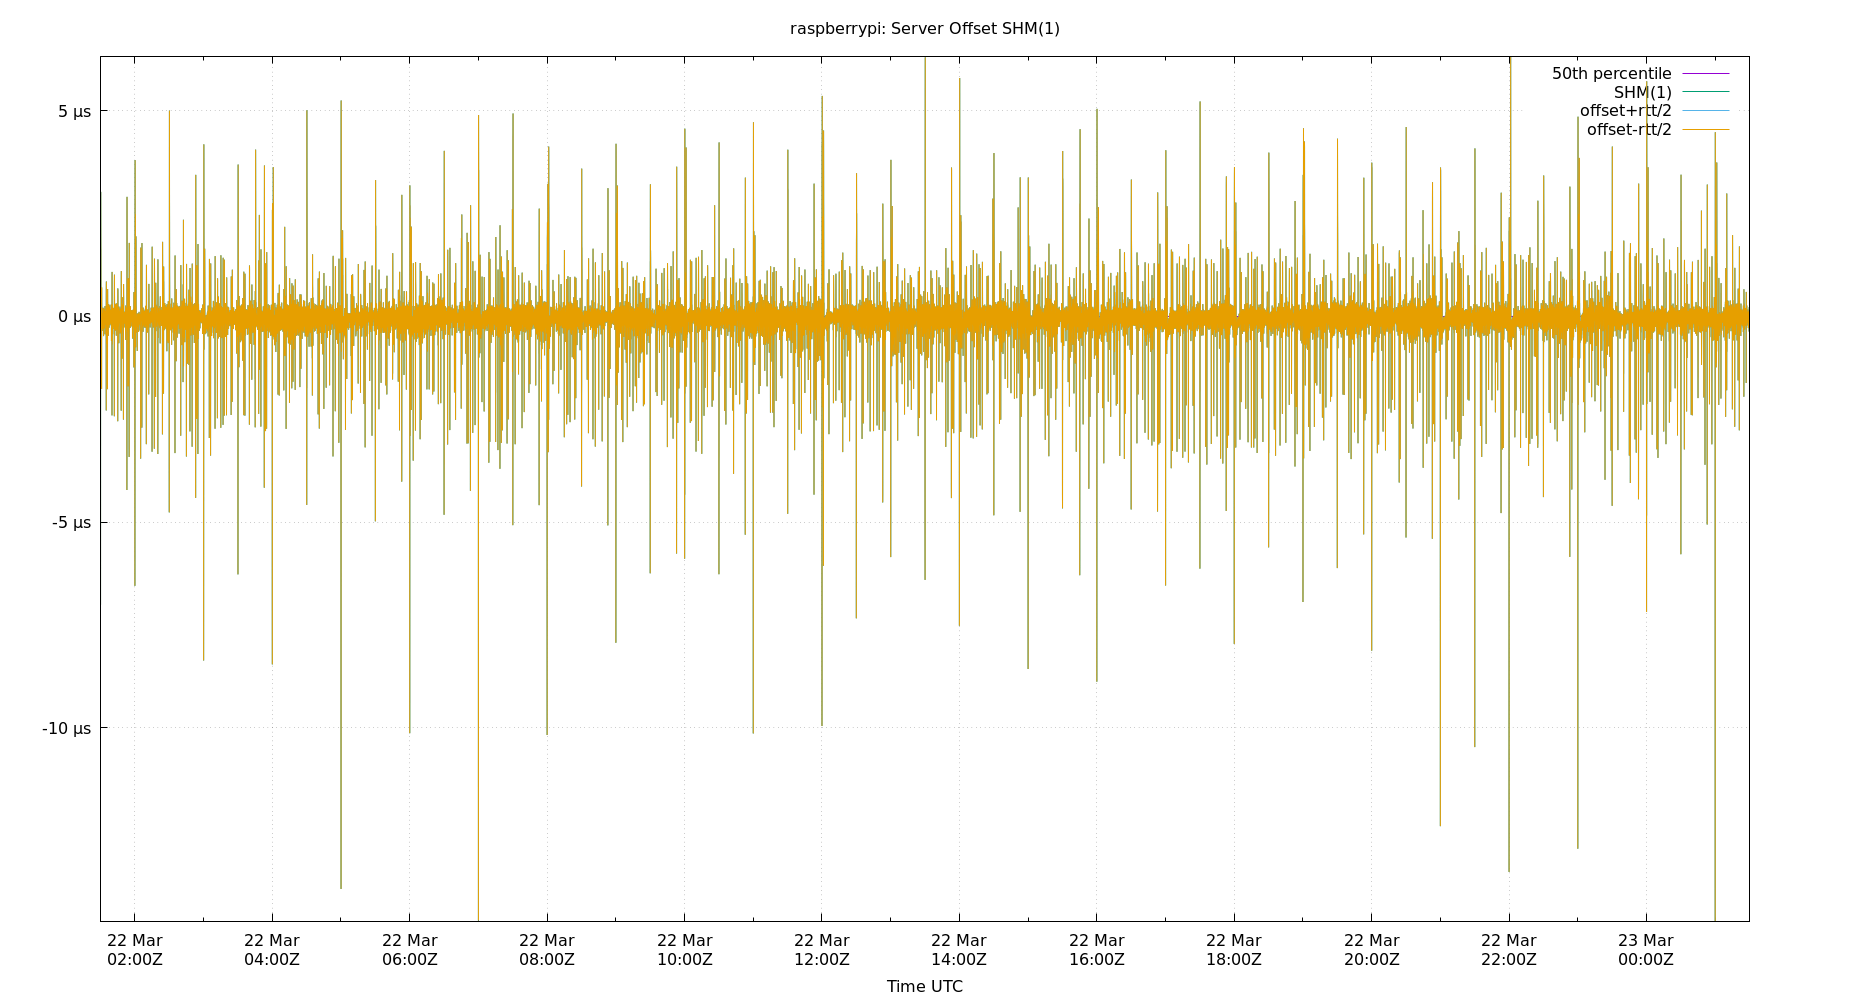 raspberrypi: Server Offset SHM(1)
50th percentile
SHM(1)
offset+rtt/2
offset-rtt/2
5 µs
0 µs
-5 µs
-10 µs
22 Mar 22 Mar 22 Mar 22 Mar 22 Mar 22 Mar 22 Mar 22 Mar 22 Mar 22 Mar 22 Mar 23 Mar
02:00Z 04:00Z 06:00Z 08:00Z 10:00Z 12:00Z 14:00Z 16:00Z 18:00Z 20:00Z 22:00Z 00:00Z
Time UTC